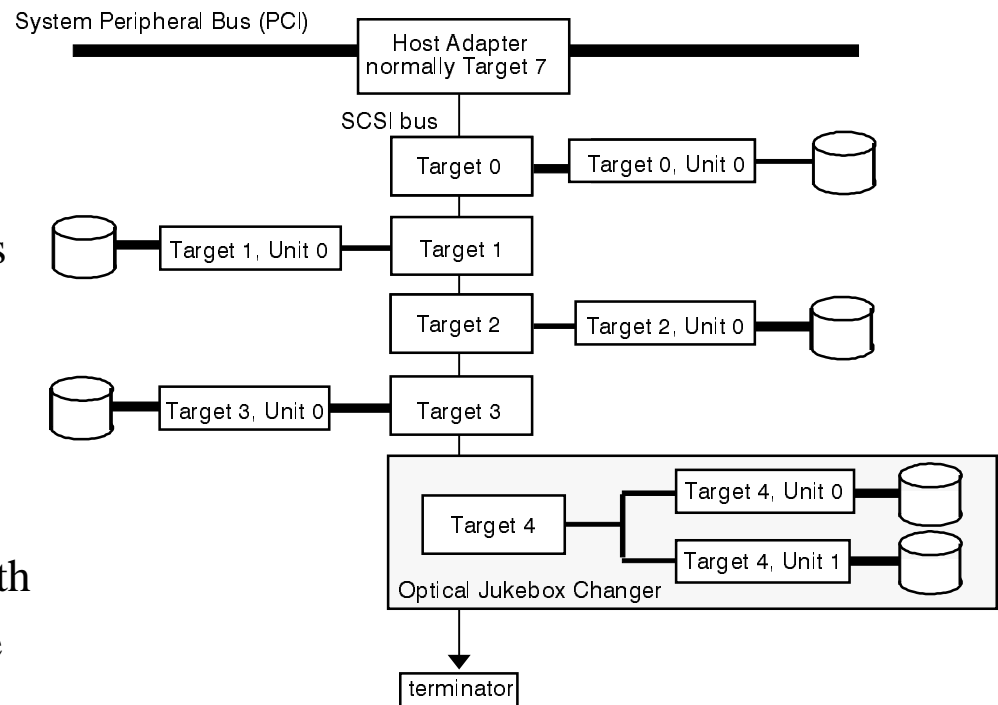 System Peripheral Bus (PCI)
Host Adapter
normally Target 7
SCSI bus
Target 0
Target 0, Unit 0
s
Target 1, Unit 0
Target 1
Target 2
Target 2, Unit 0
Target 3, Unit 0
Target 3
Target 4, Unit 0
Target 4
Target 4, Unit 1
th
Optical Jukebox Changer
e
terminator